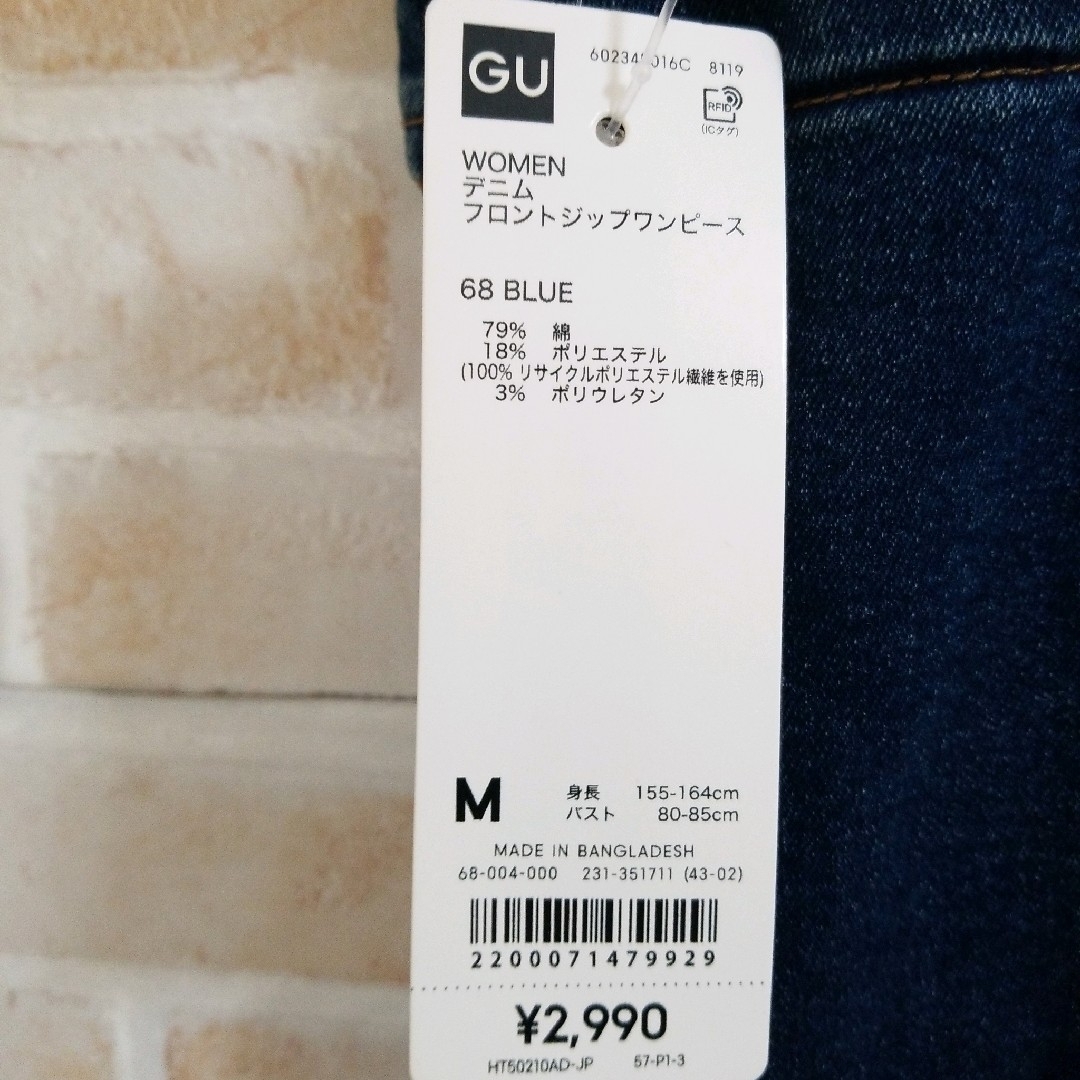 GU
8119
RFID
(ICタグ)
WOMEN
デニム
フロントジップワンピース
68 BLUE
79% 綿
18% ポリエステル
(100% リサイクルポリエステル繊維を使用)
3% ポリウレタン
M 身長 155-164cm
バスト 80-85cm
MADE IN BANGLADESH
68-004-000 231-351711 (43-02)
2200071479929
¥2,990
HT50210AD-JP 57-P1-3